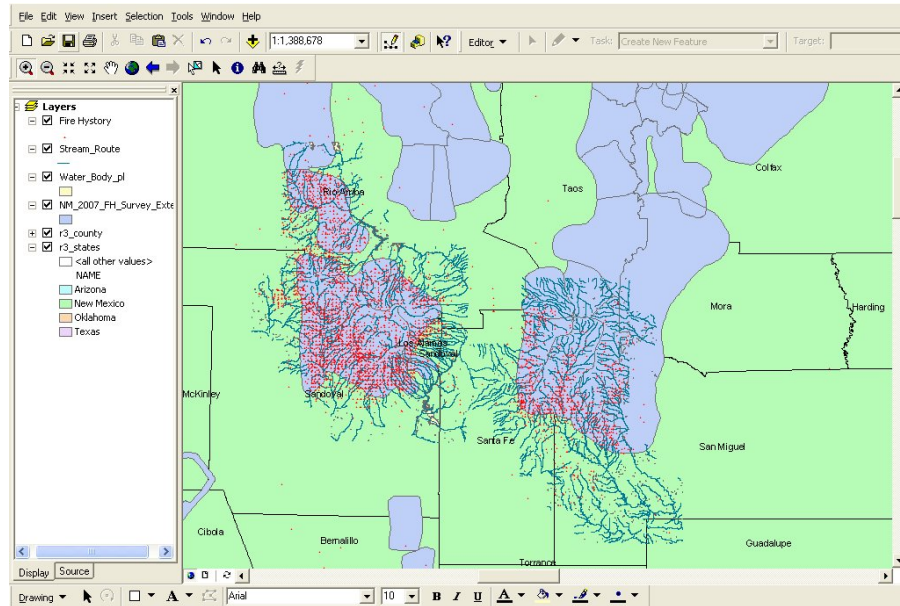 File Edit View Insert Selection Tools Window Help
1:1,388,678 Editor Task: Create New Feature Target:
Layers
Fire Hystory
Stream_Route
Water_Body_pl
NM_2007_FH_Survey_Exte
r3_county
r3_states
<all other values>
NAME
Arizona
New Mexico
Oklahoma
Texas
Display Source
Colfax
Taos
Rio Arriba
Mora
Harding
Los Alamos
Sandoval
McKinley
Sandoval
Santa Fe
San Miguel
Cibola
Bernalillo
Guadalupe
Torrance
Drawing A Arial 10 B I U A